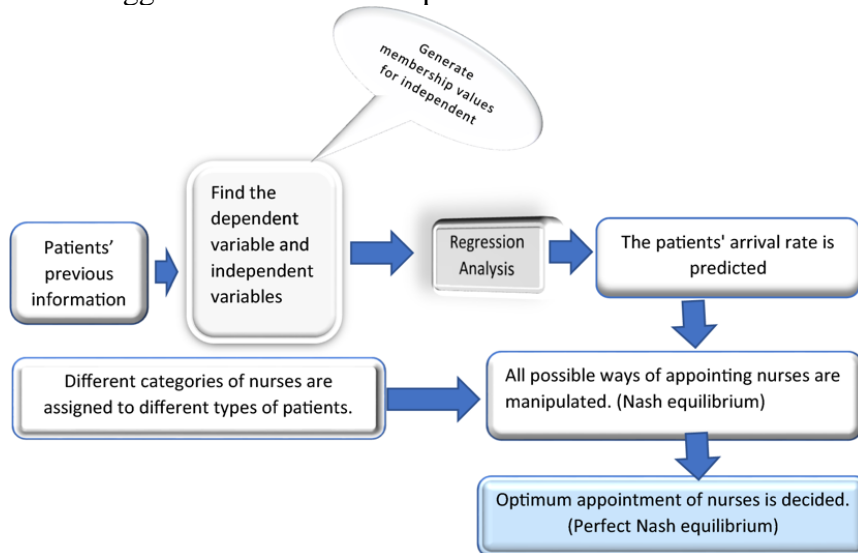 Generate
membership values
for independent
Find the
dependent
variable and
independent
variables
Patients’
previous
information
Regression
Analysis
The patients' arrival rate is
predicted
Different categories of nurses are
assigned to different types of patients.
All possible ways of appointing nurses are
manipulated. (Nash equilibrium)
Optimum appointment of nurses is decided.
(Perfect Nash equilibrium)